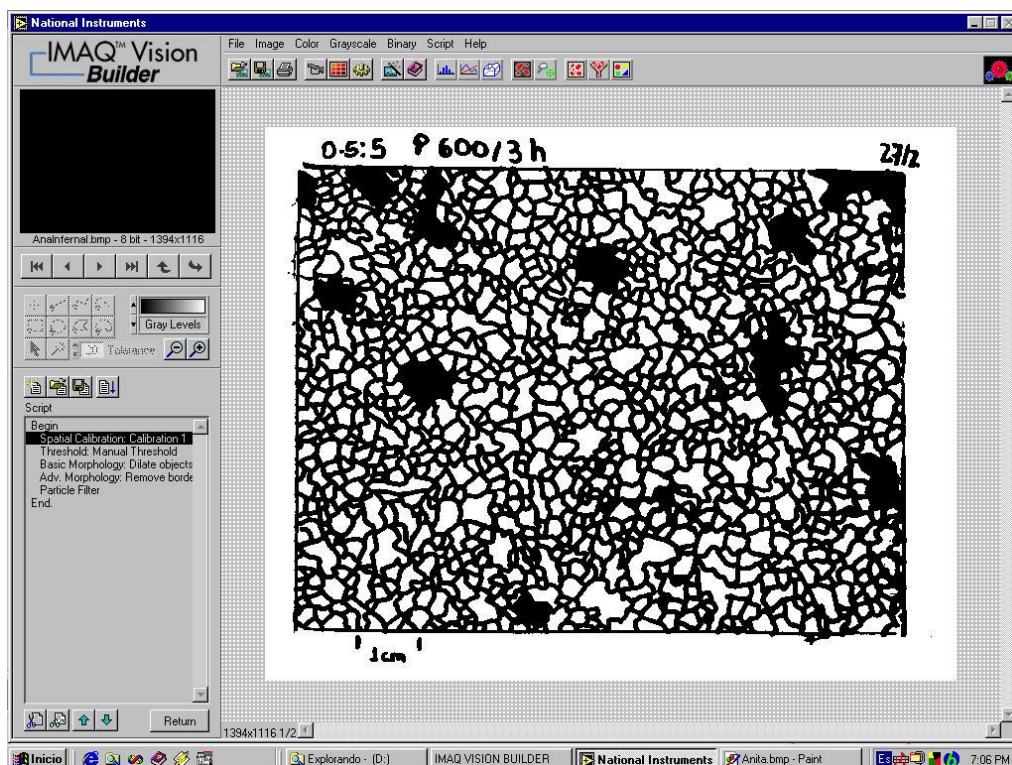 National Instruments
IMAQ™ Vision
Builder
File Image Color Grayscale Binary Script Help
0.5:5 P 600/3 h 27/2
AnaInfernal.bmp - 8 bit - 1394x1116
Gray Levels
20 Tolerance
Script
Begin
Spatial Calibration: Calibration 1
Threshold: Manual Threshold
Basic Morphology: Dilate objects
Adv. Morphology: Remove borde
Particle Filter
End.
1cm
Return
1394x1116 1/2
Inicio Explorando - (D:) IMAQ VISION BUILDER National Instruments Anita.bmp - Paint Es 7:06 PM